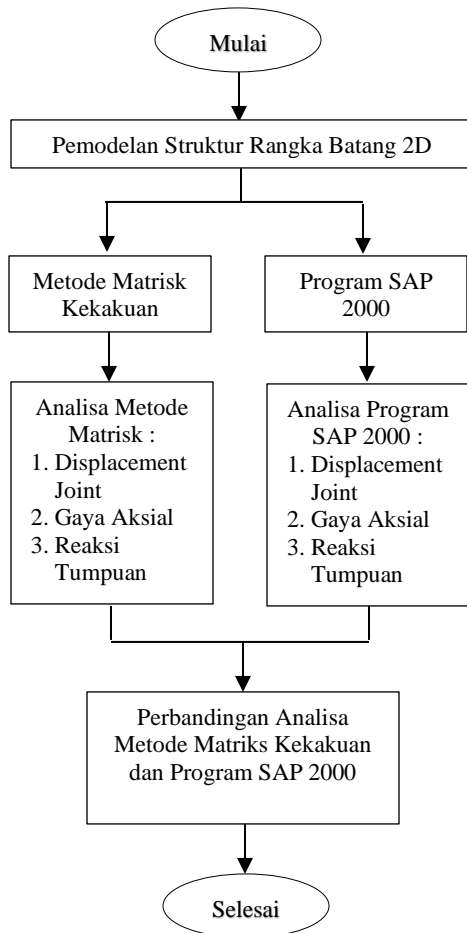 Mulai
Pemodelan Struktur Rangka Batang 2D
Metode Matrisk
Kekakuan
Program SAP
2000
Analisa Metode
Matrisk :
1. Displacement
Joint
2. Gaya Aksial
3. Reaksi
Tumpuan
Analisa Program
SAP 2000 :
1. Displacement
Joint
2. Gaya Aksial
3. Reaksi
Tumpuan
Perbandingan Analisa
Metode Matriks Kekakuan
dan Program SAP 2000
Selesai